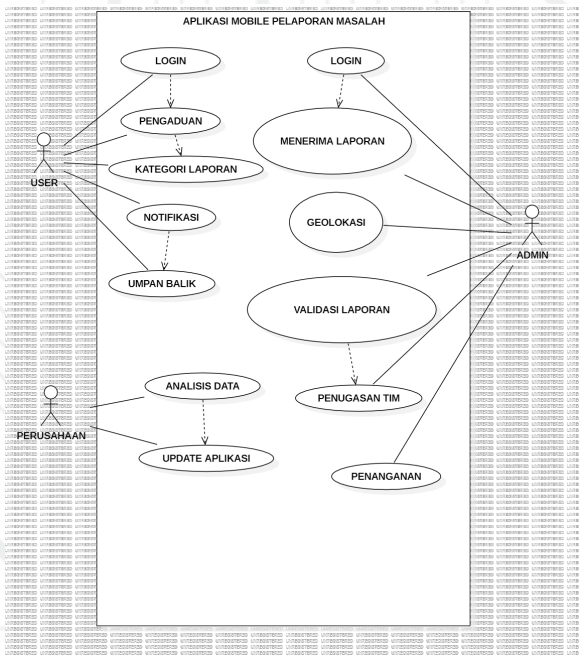 APLIKASI MOBILE PELAPORAN MASALAH
LOGIN
LOGIN
PENGADUAN
MENERIMA LAPORAN
KATEGORI LAPORAN
USER
NOTIFIKASI
GEOLOKASI
ADMIN
UMPAN BALIK
VALIDASI LAPORAN
ANALISIS DATA
PENUGASAN TIM
PERUSAHAAN
UPDATE APLIKASI
PENANGANAN